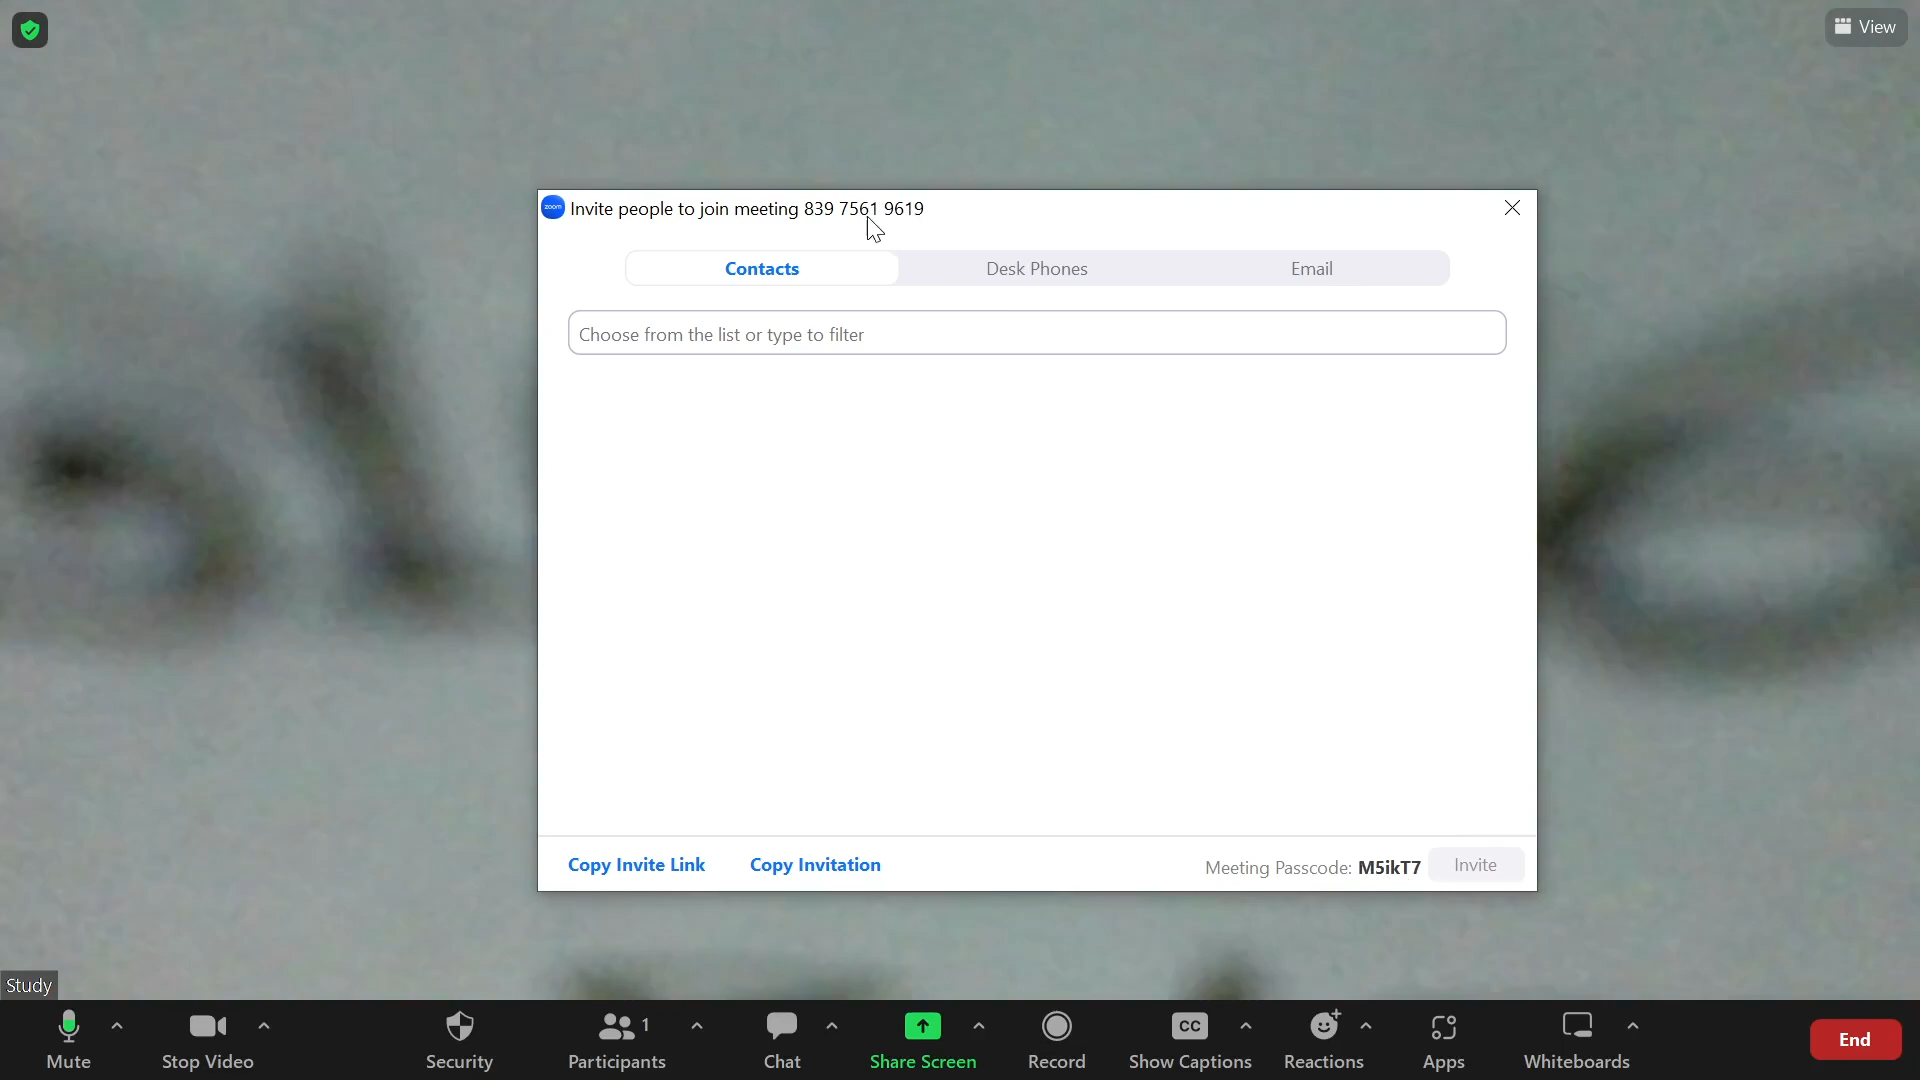 View
zoom Invite people to join meeting 839 7561 9619
Contacts Desk Phones Email
Choose from the list or type to filter
Copy Invite Link Copy Invitation Meeting Passcode: M5ikT7 Invite
Study
1 CC
Mute Stop Video Security Participants Chat Share Screen Record Show Captions Reactions Apps Whiteboards End